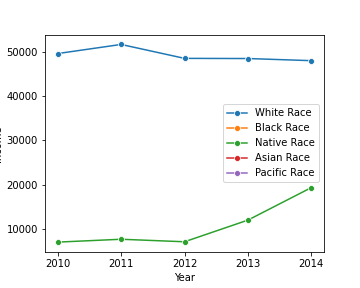 50000
40000
30000
20000
10000
White Race
Black Race
Native Race
Asian Race
Pacific Race
2010 2011 2012 2013 2014
Year